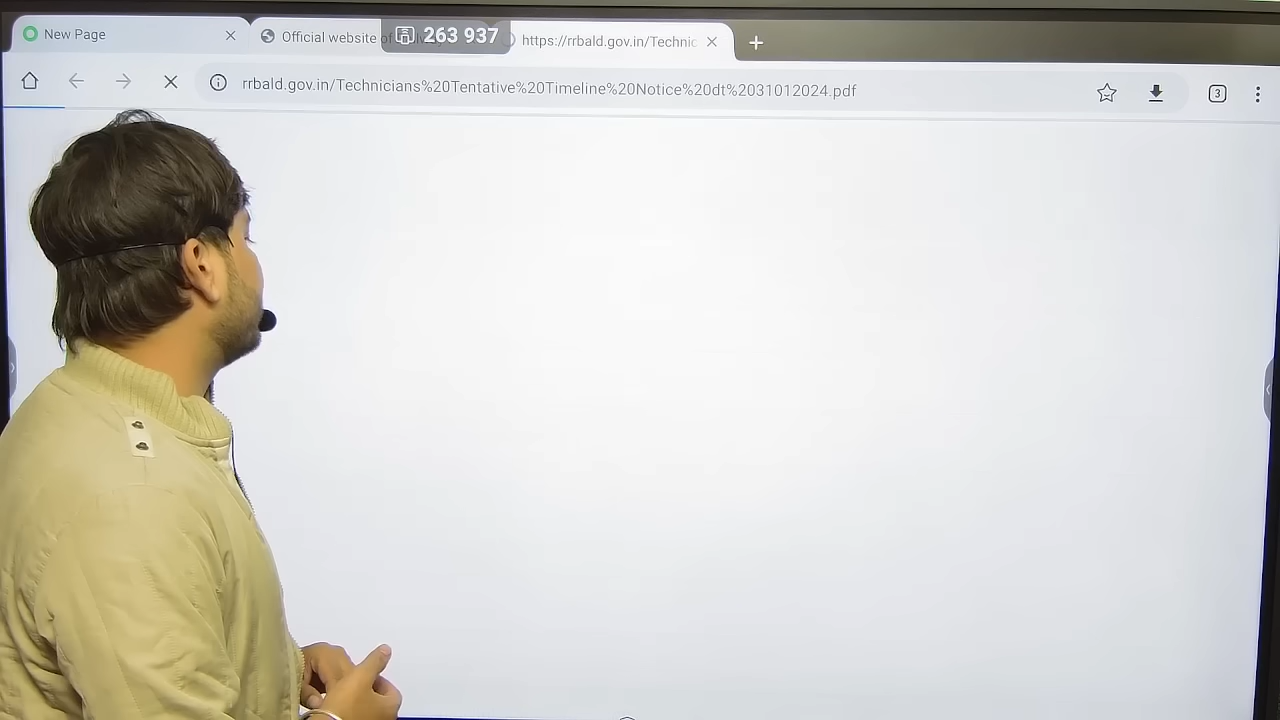 New Page
Official website of
263 937
https://rrbald.gov.in/Technic
rrbald.gov.in/Technicians%20Tentative%20Timeline%20Notice%20dt%2031012024.pdf
3